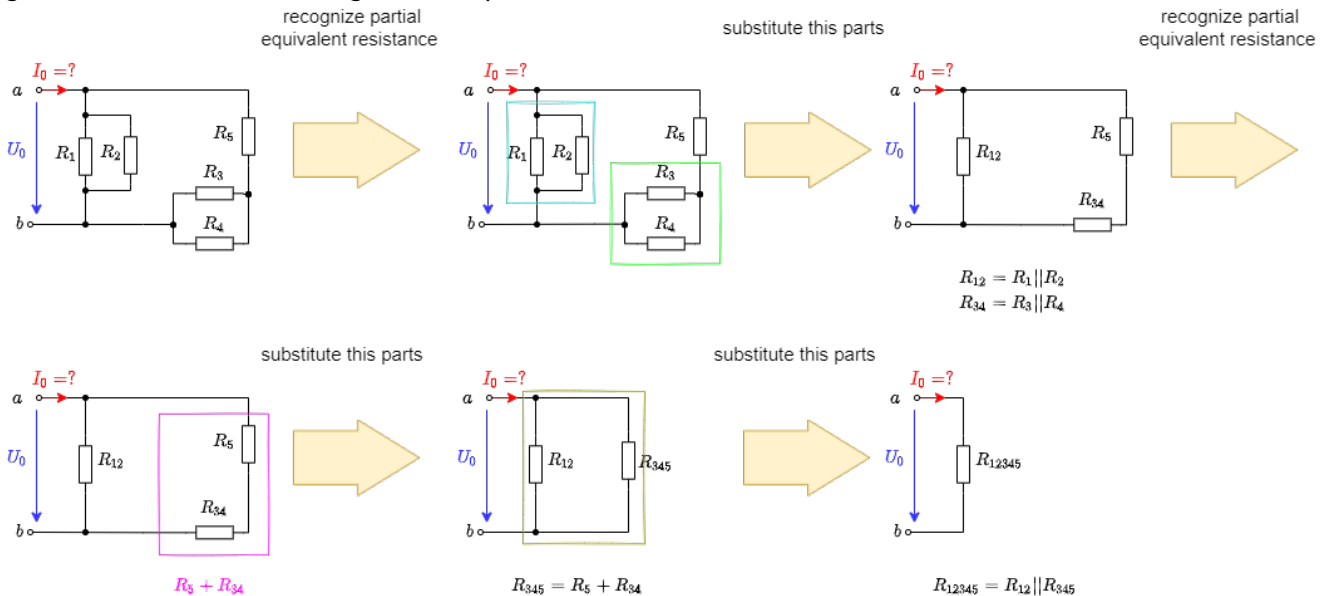 recognize partial
equivalent resistance
substitute this parts
recognize partial
equivalent resistance
I₀ =?
a
U₀
R₁
R₂
R₅
R₃
R₄
b
I₀ =?
a
U₀
R₁
R₂
R₅
R₃
R₄
b
I₀ =?
a
U₀
R₁₂
R₅
R₃₄
b
R₁₂ = R₁||R₂
R₃₄ = R₃||R₄
substitute this parts
substitute this parts
I₀ =?
a
U₀
R₁₂
R₅
R₃₄
b
R₅ + R₃₄
I₀ =?
a
U₀
R₁₂
R₃₄₅
b
R₃₄₅ = R₅ + R₃₄
I₀ =?
a
U₀
R₁₂₃₄₅
b
R₁₂₃₄₅ = R₁₂||R₃₄₅